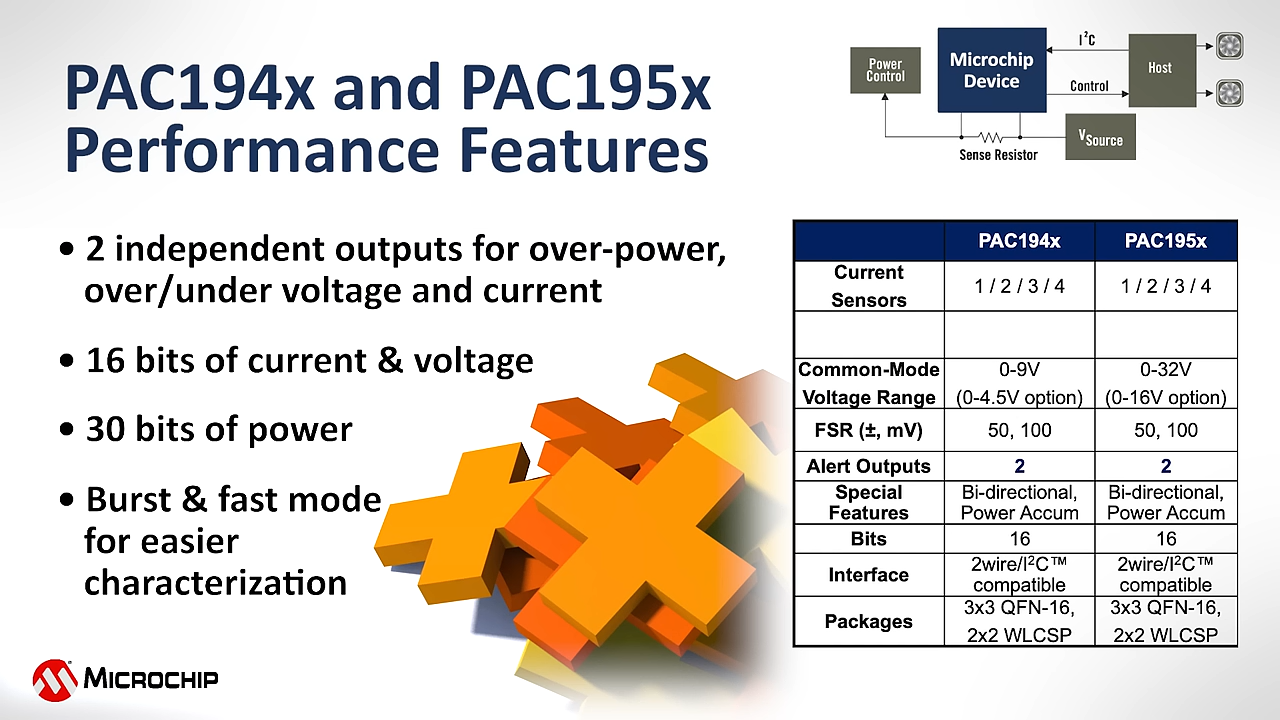 PAC194x and PAC195x
Performance Features
• 2 independent outputs for over-power,
over/under voltage and current
• 16 bits of current & voltage
• 30 bits of power
• Burst & fast mode
for easier
characterization
Power
Control
Microchip
Device
I²C
Control
Host
Sense Resistor
VSource
PAC194x PAC195x
Current
Sensors 1 / 2 / 3 / 4 1 / 2 / 3 / 4
Common-Mode 0-9V 0-32V
Voltage Range (0-4.5V option) (0-16V option)
FSR (±, mV) 50, 100 50, 100
Alert Outputs 2 2
Special Bi-directional, Bi-directional,
Features Power Accum Power Accum
Bits 16 16
Interface 2wire/I²C™ 2wire/I²C™
compatible compatible
Packages 3x3 QFN-16, 3x3 QFN-16,
2x2 WLCSP 2x2 WLCSP
MICROCHIP